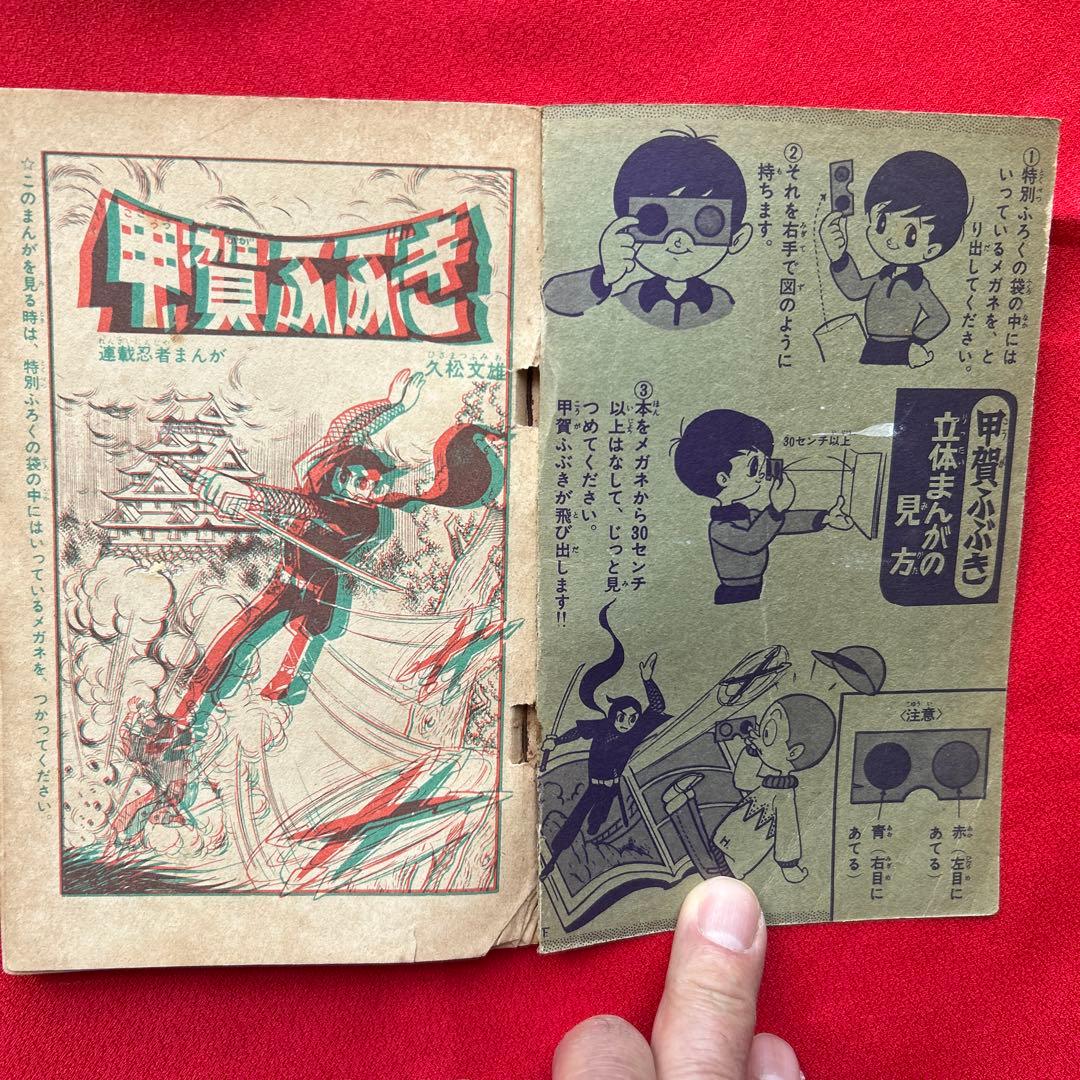 ①特別ふろくの袋の中には
いっているメガネを、と
り出してください。
②それを右手で図のように
持ちます。
甲賀ふぶき
立体まんがの
見方
30センチ以上
③本をメガネから30センチ
以上はなして、じっと見
つめてください。
甲賀ふぶきが飛び出します!!
〈注意〉
赤(左目に
あてる)
青(右目に
あてる)
甲賀ふぶき
連載忍者まんが
久松文雄
☆このまんがを見る時は、特別ふろくの袋の中にはいっているメガネを、つかってください。